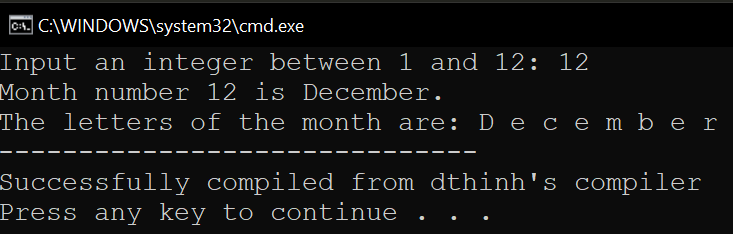 C:\WINDOWS\system32\cmd.exe
Input an integer between 1 and 12: 12
Month number 12 is December.
The letters of the month are: D e c e m b e r
-------------------------------
Successfully compiled from dthinh's compiler
Press any key to continue . . .